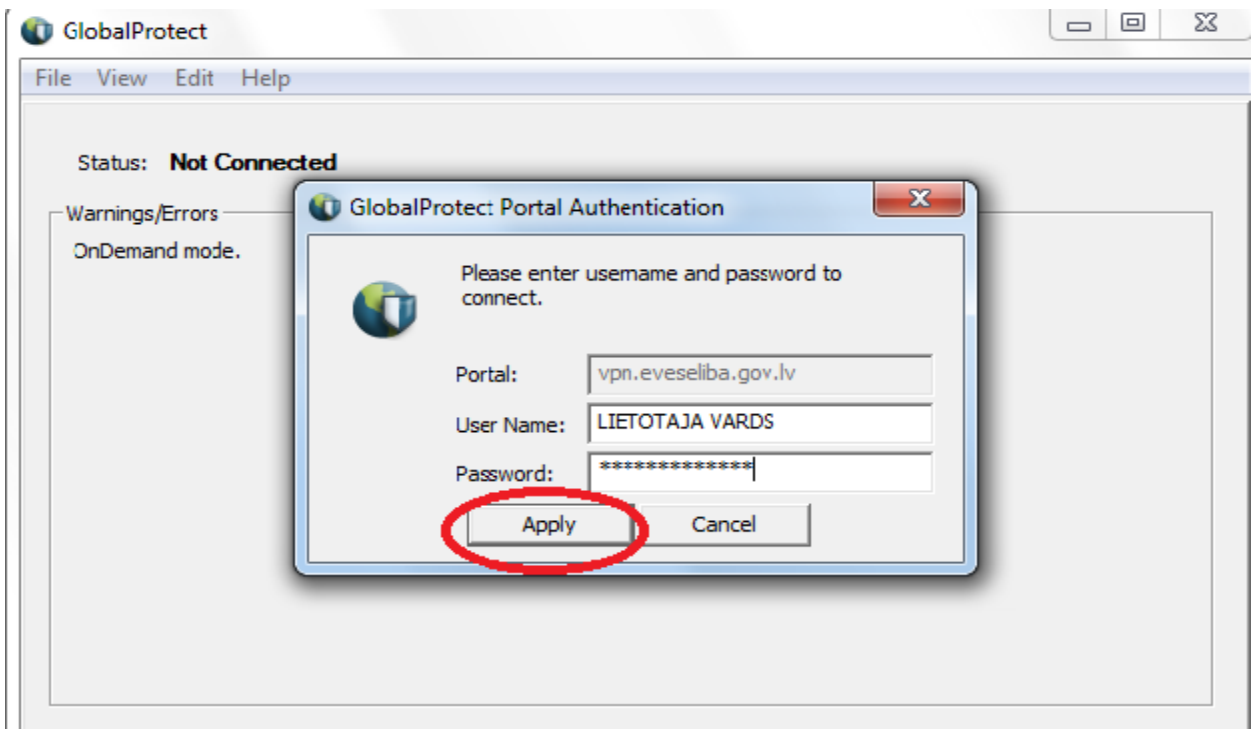 GlobalProtect
File View Edit Help
Status: Not Connected
Warnings/Errors
OnDemand mode.
GlobalProtect Portal Authentication
Please enter username and password to
connect.
Portal: vpn.eveseliba.gov.lv
User Name: LIETOTAJA VARDS
Password: **************
Apply Cancel